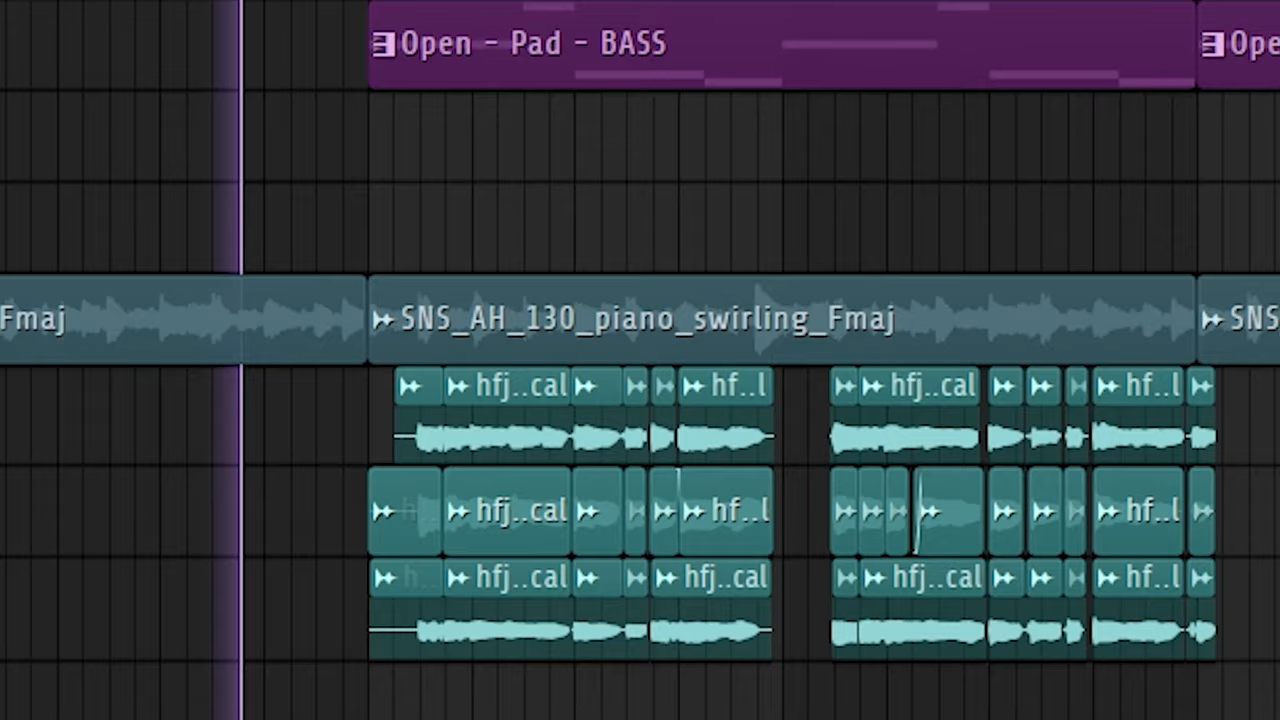 Open - Pad - BASS Ope
Fmaj SNS_AH_130_piano_swirling_Fmaj SNS
hfj..cal hf..l hfj..cal hf..l
hfj..cal hf..l hf..l
h.. hfj..cal hfj..cal hfj..cal hf..l